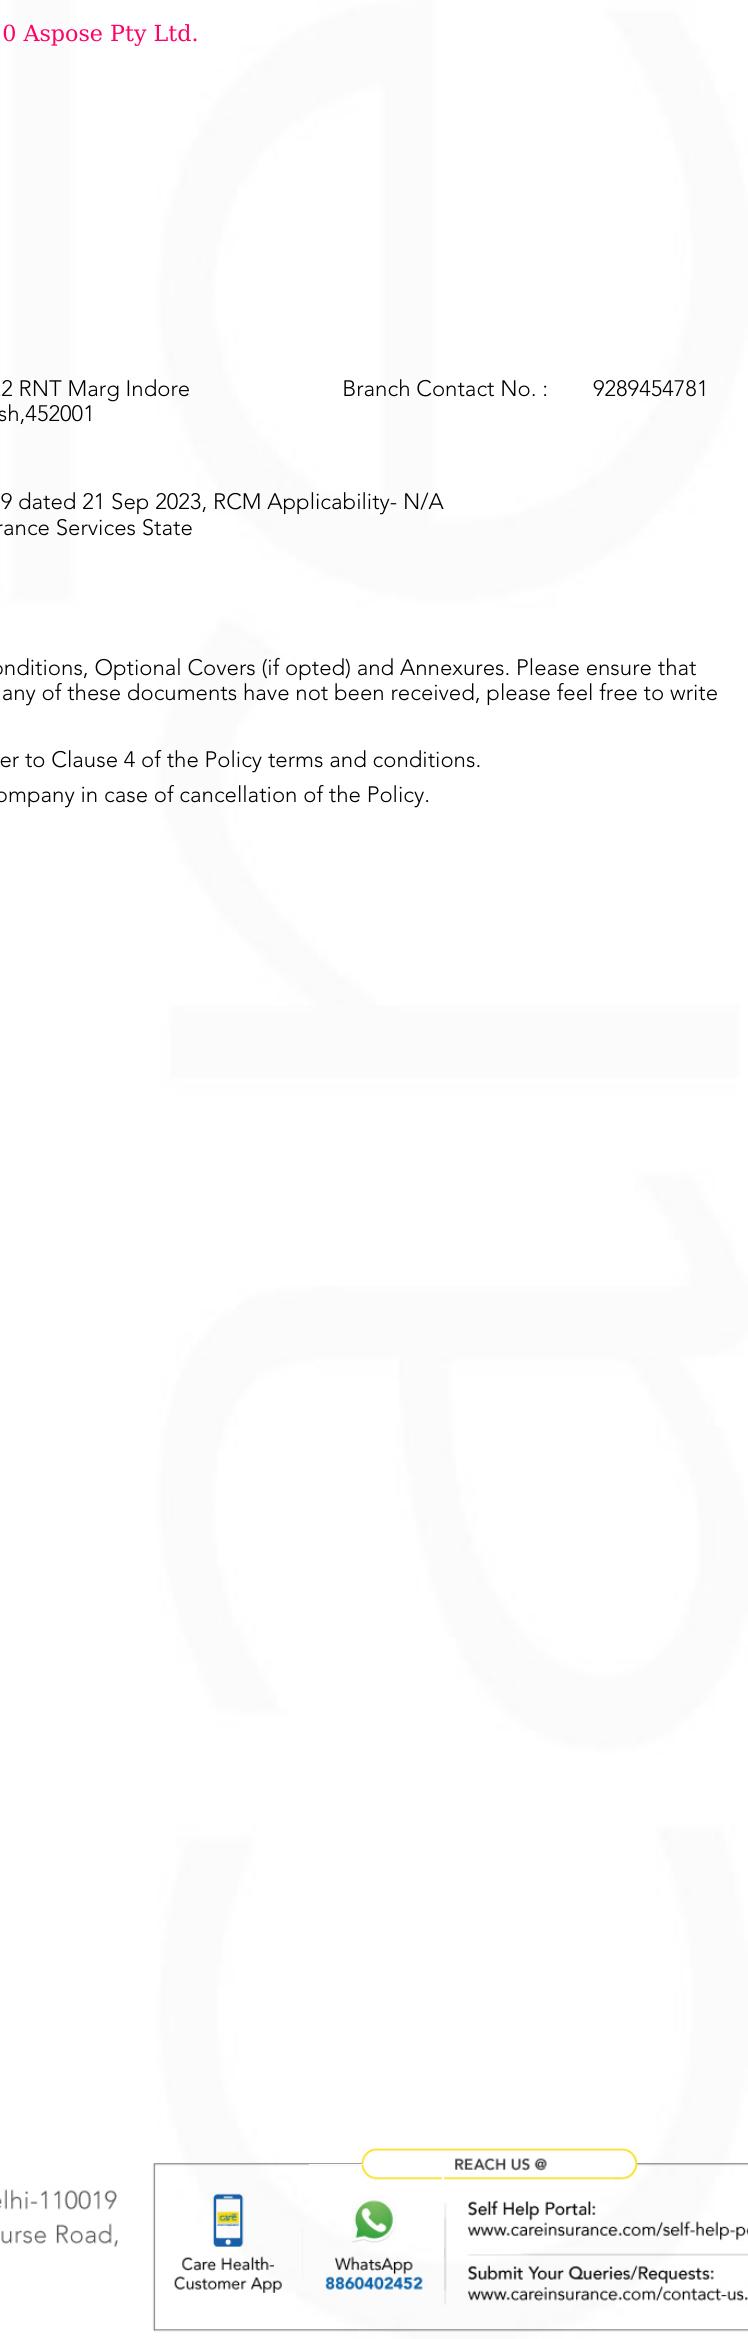 0 Aspose Pty Ltd.
2 RNT Marg Indore Branch Contact No. : 9289454781
sh,452001
9 dated 21 Sep 2023, RCM Applicability- N/A
rance Services State
onditions, Optional Covers (if opted) and Annexures. Please ensure that
any of these documents have not been received, please feel free to write
er to Clause 4 of the Policy terms and conditions.
ompany in case of cancellation of the Policy.
REACH US @
elhi-110019
urse Road,
care
Care Health-
Customer App
WhatsApp
8860402452
Self Help Portal:
www.careinsurance.com/self-help-p
Submit Your Queries/Requests:
www.careinsurance.com/contact-us.